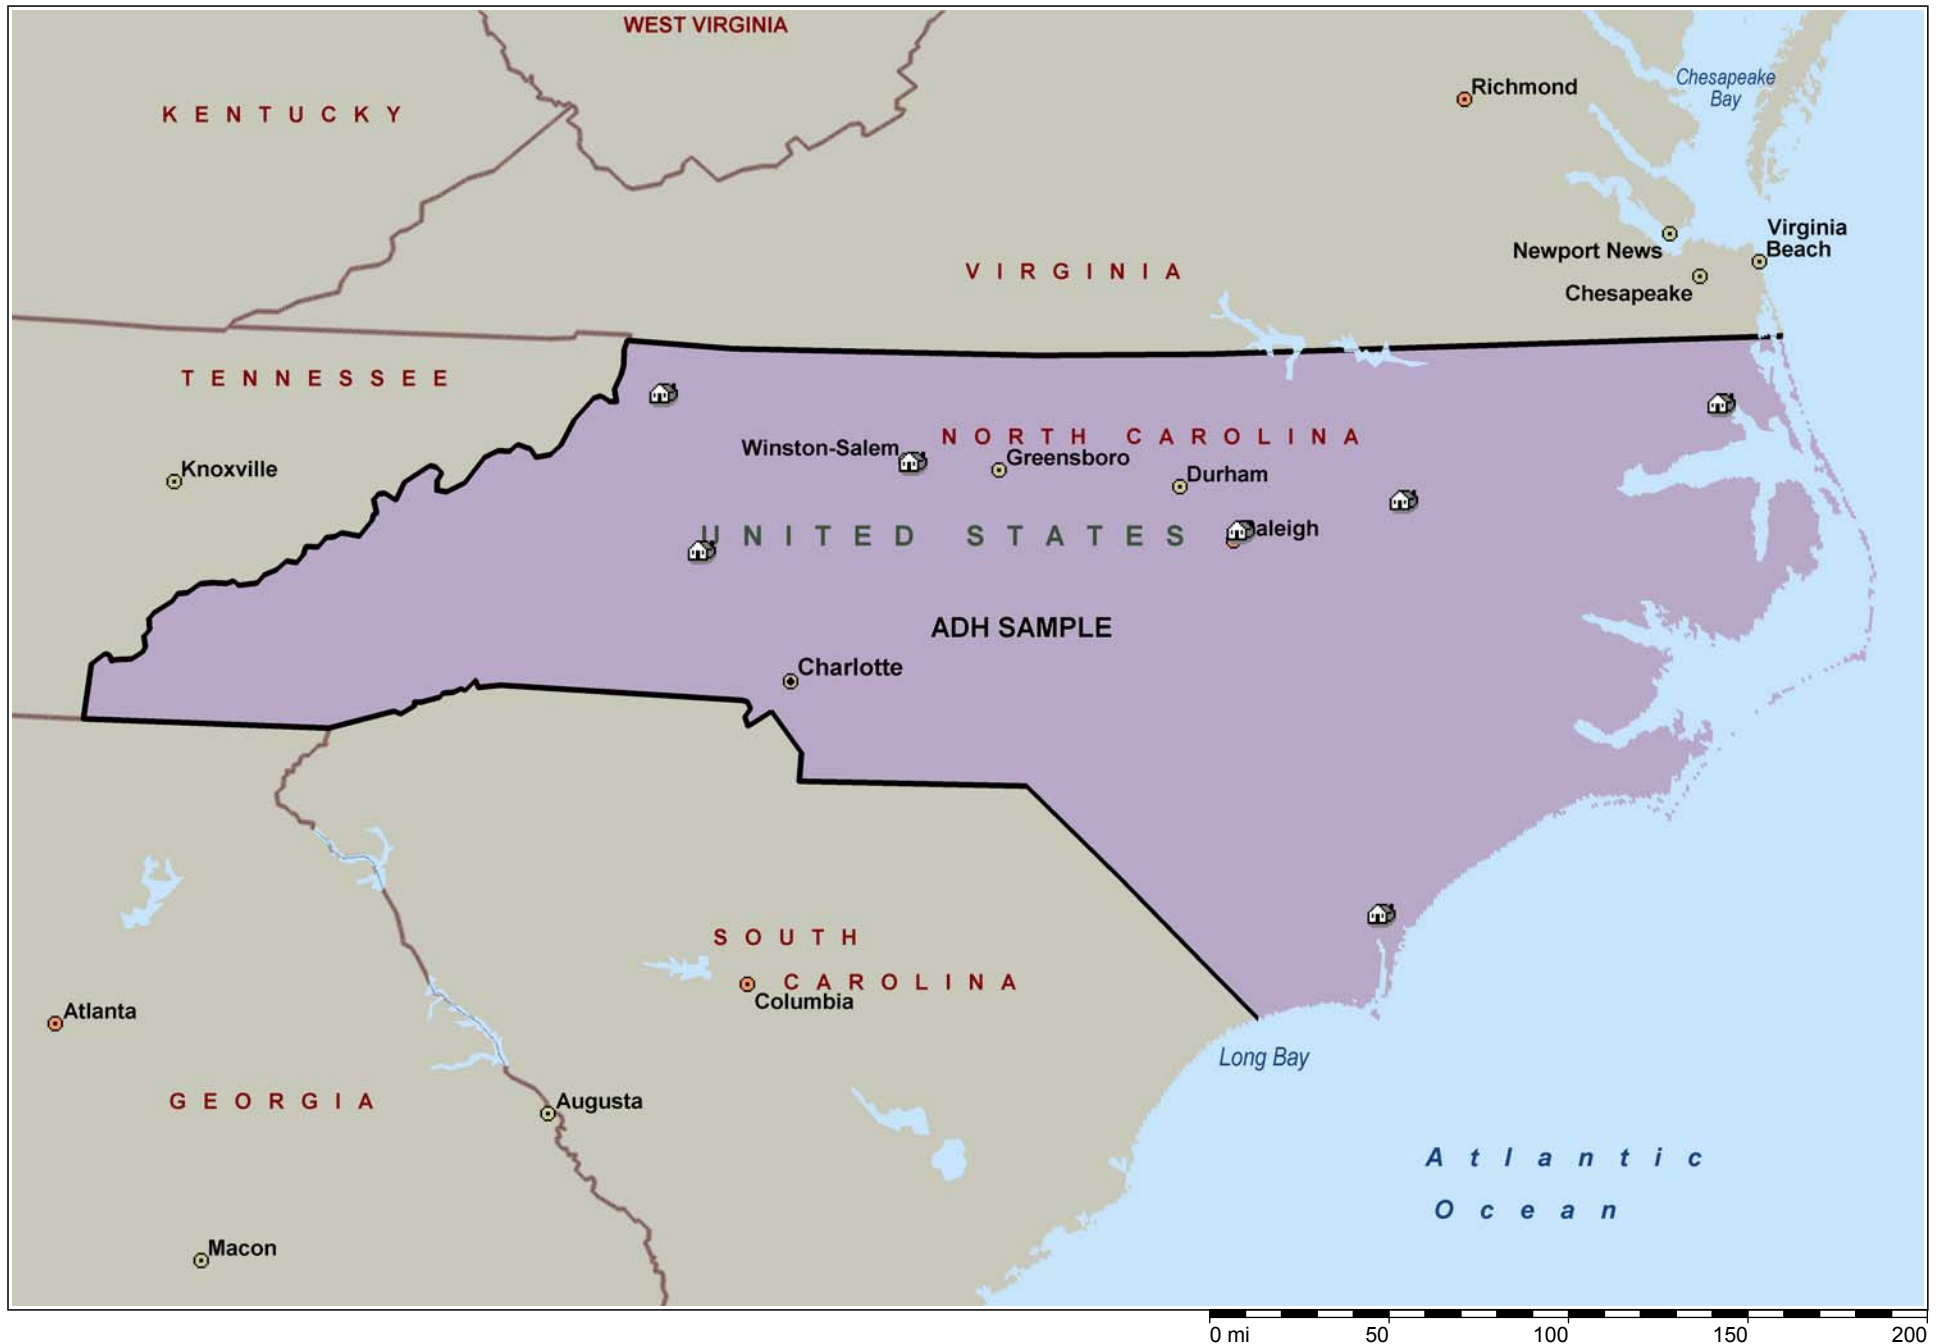 WEST VIRGINIA
KENTUCKY
Richmond
Chesapeake
Bay
Virginia
Beach
Newport News
Chesapeake
VIRGINIA
TENNESSEE
Knoxville
Winston-Salem
NORTH CAROLINA
Greensboro
Durham
UNITED STATES
aleigh
ADH SAMPLE
Charlotte
SOUTH
CAROLINA
Columbia
Atlanta
Long Bay
GEORGIA
Augusta
Atlantic
Ocean
Macon
0 mi 50 100 150 200